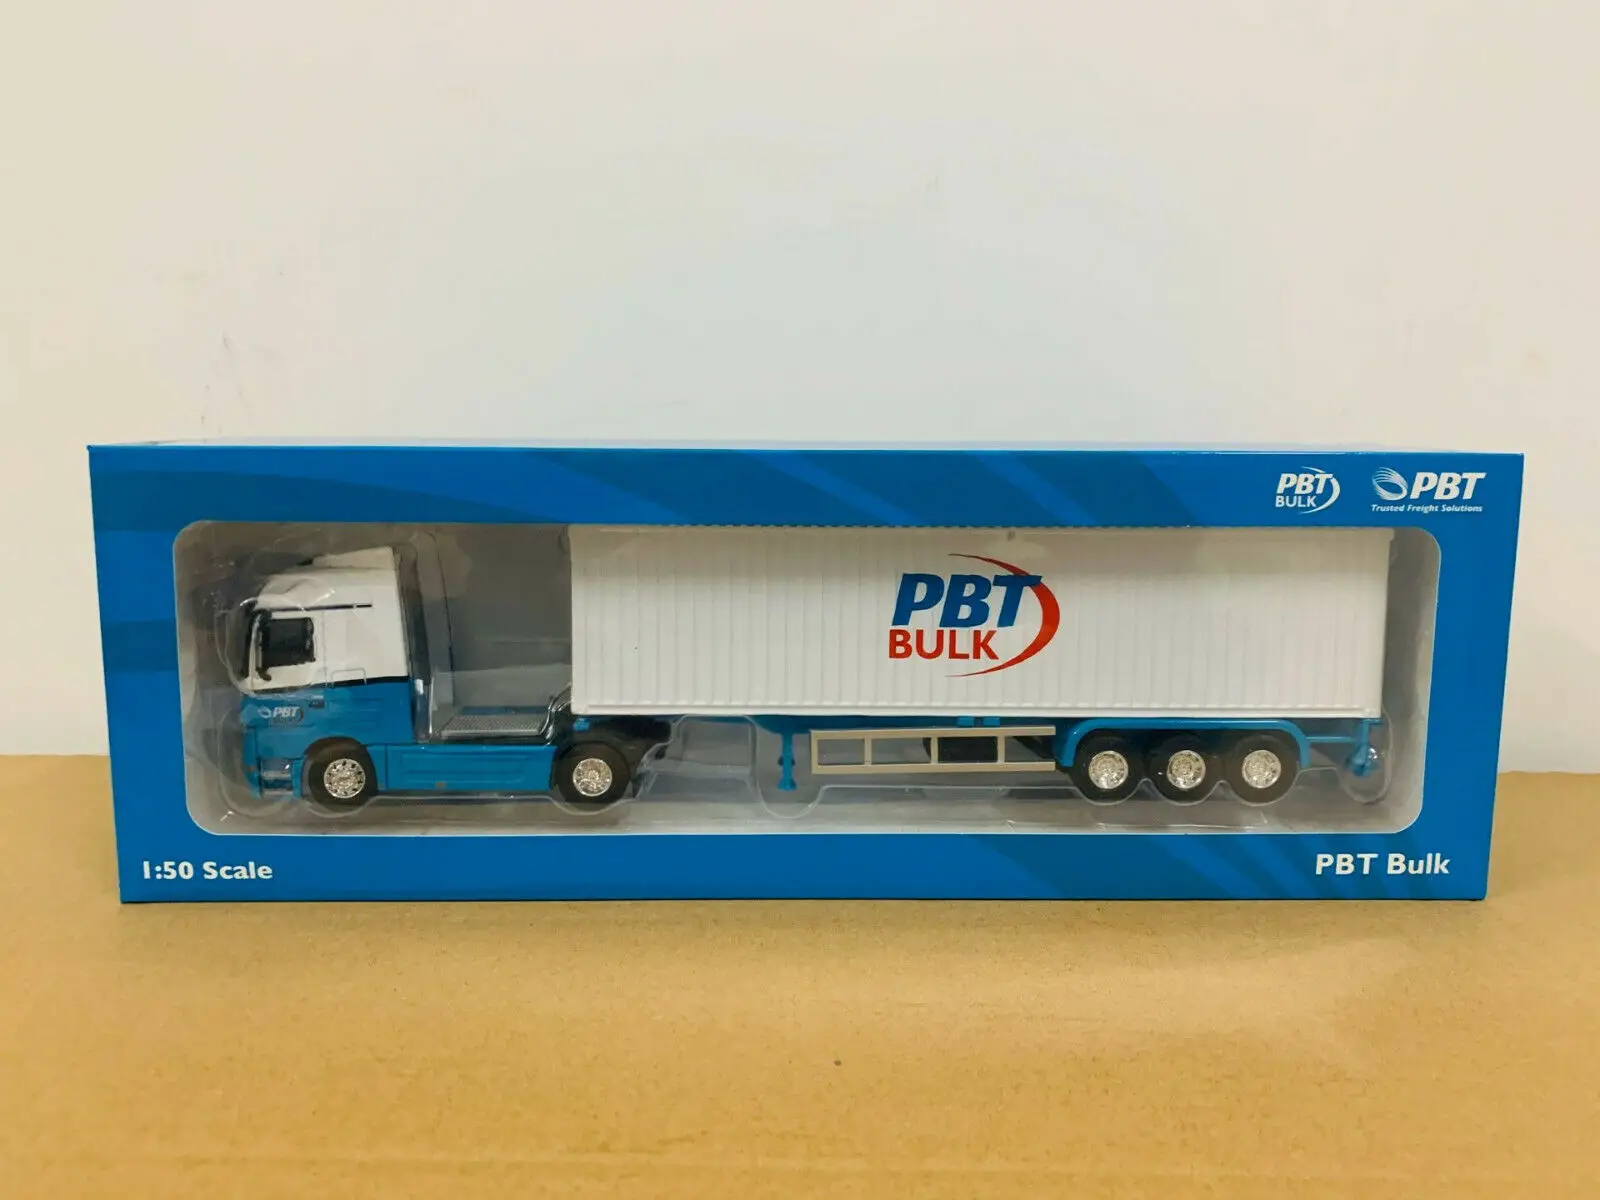 PBT
BULK
PBT
Trusted Freight Solutions
PBT
BULK
PBT
1:50 Scale
PBT Bulk